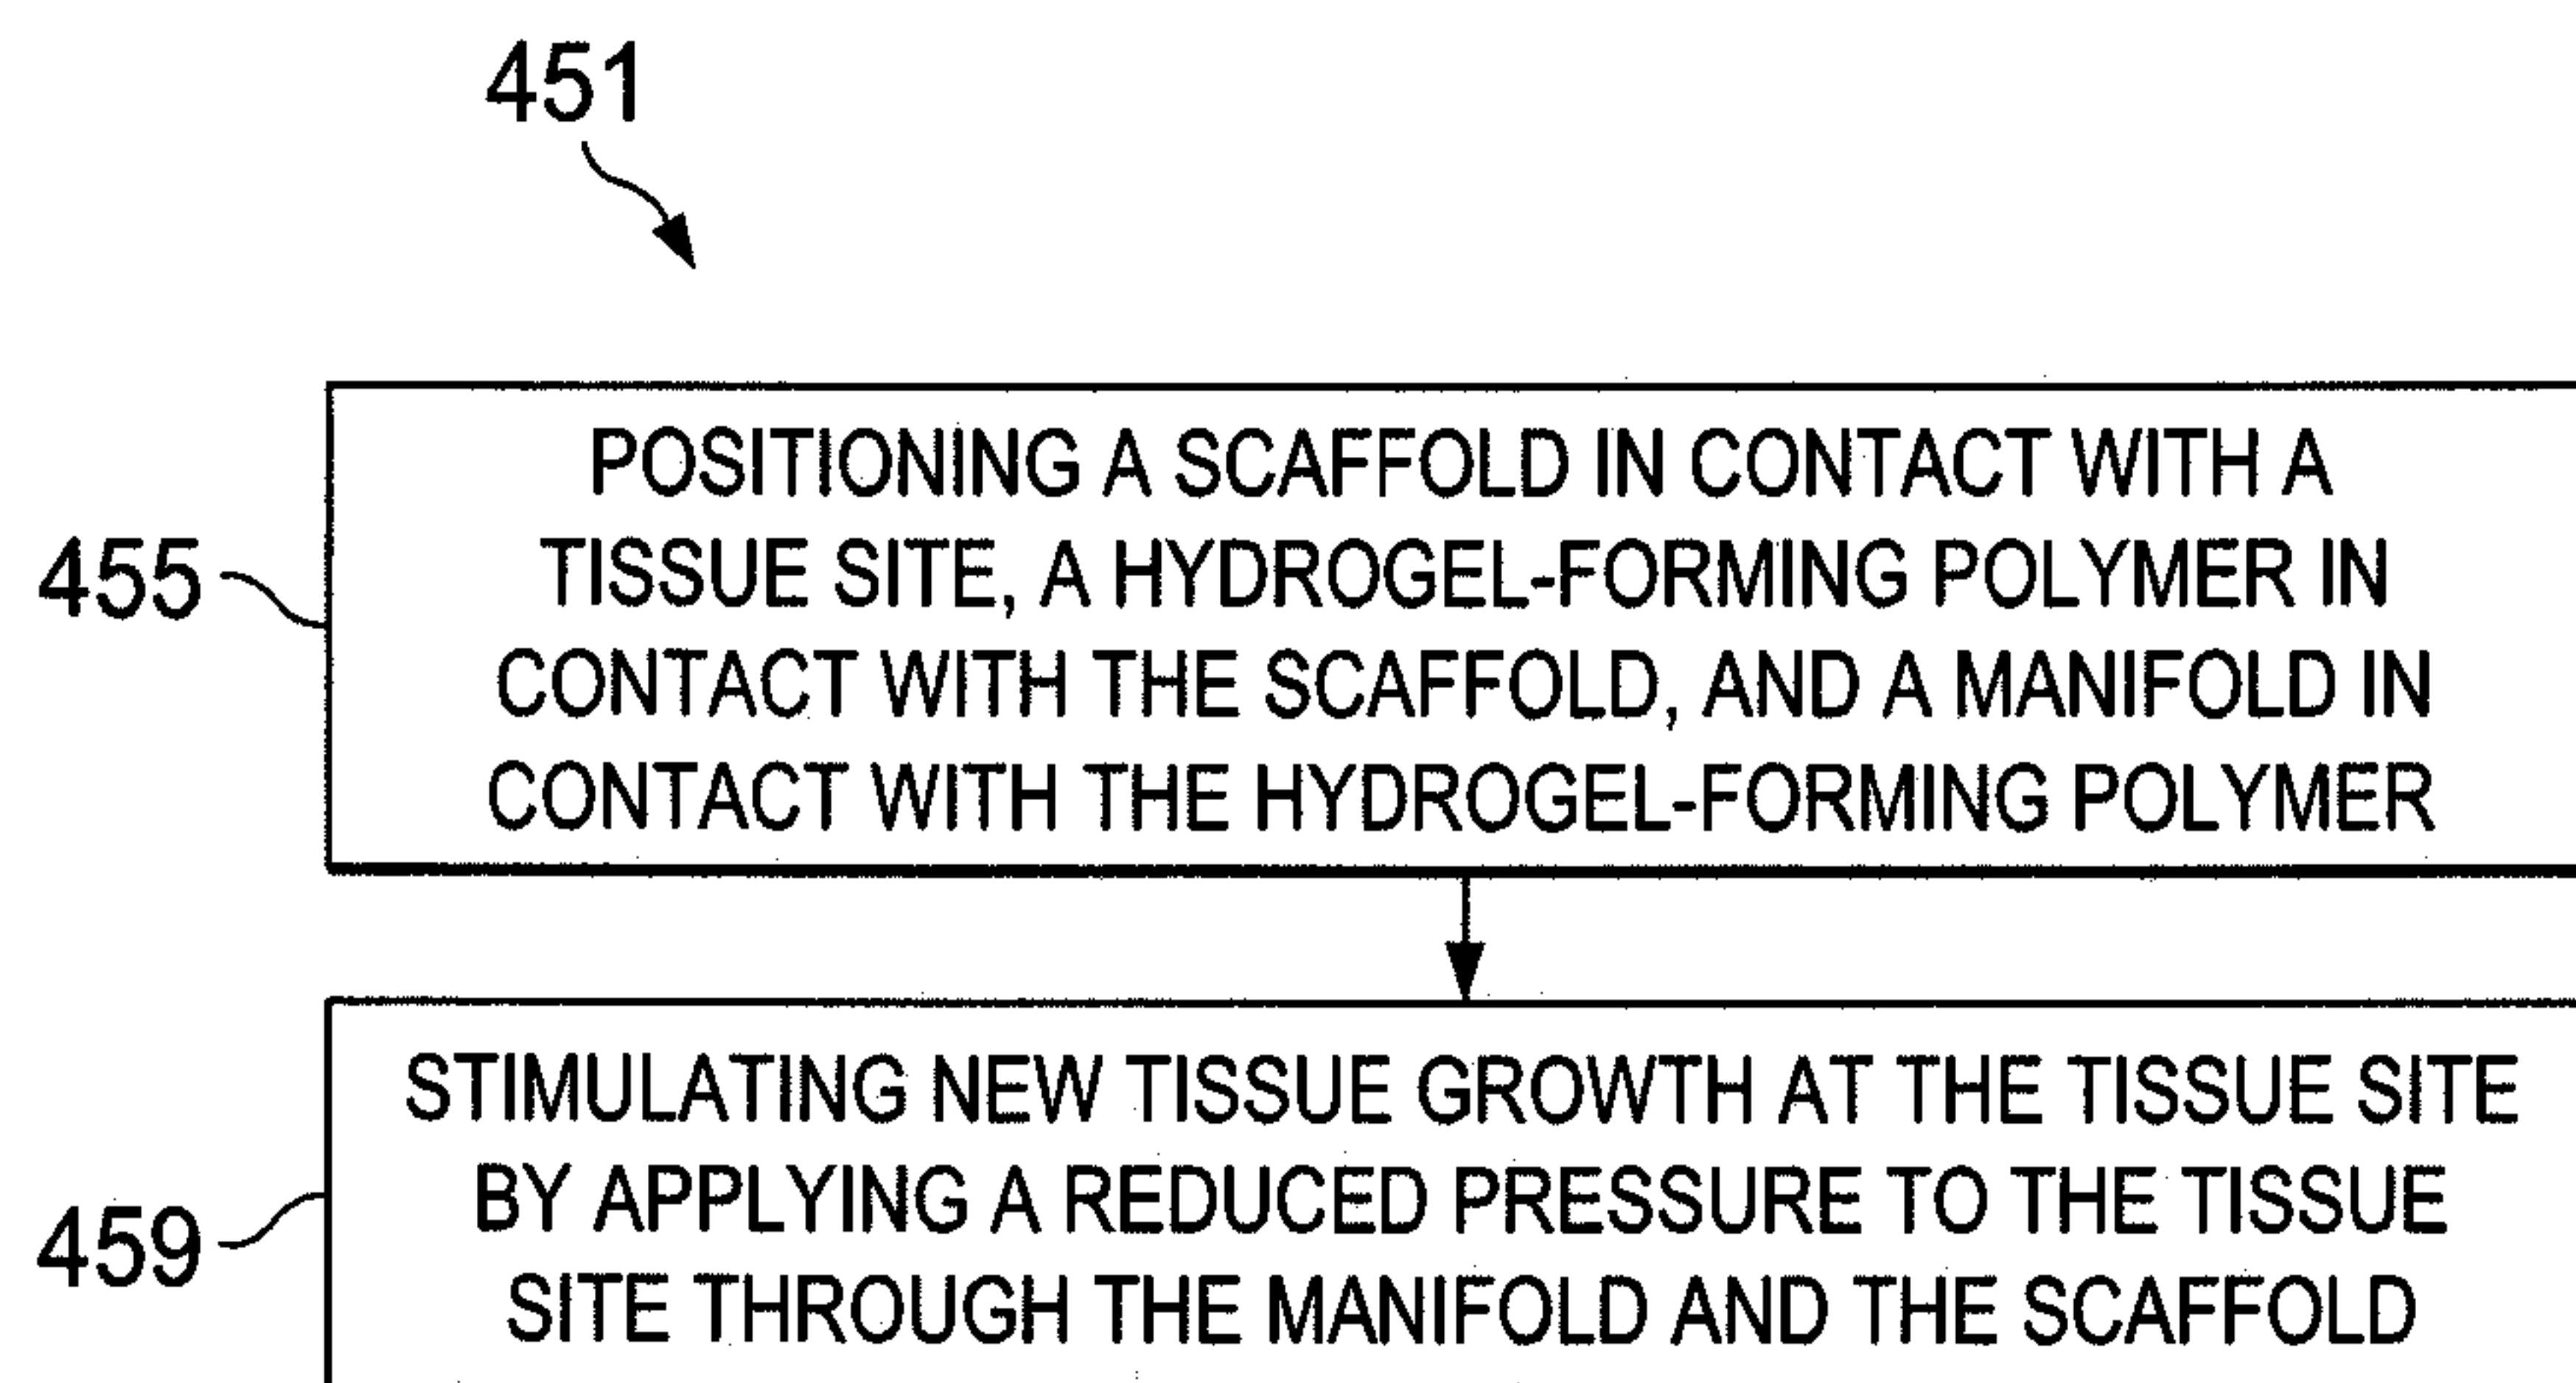 451
455
POSITIONING A SCAFFOLD IN CONTACT WITH A
TISSUE SITE, A HYDROGEL-FORMING POLYMER IN
CONTACT WITH THE SCAFFOLD, AND A MANIFOLD IN
CONTACT WITH THE HYDROGEL-FORMING POLYMER
459
STIMULATING NEW TISSUE GROWTH AT THE TISSUE SITE
BY APPLYING A REDUCED PRESSURE TO THE TISSUE
SITE THROUGH THE MANIFOLD AND THE SCAFFOLD